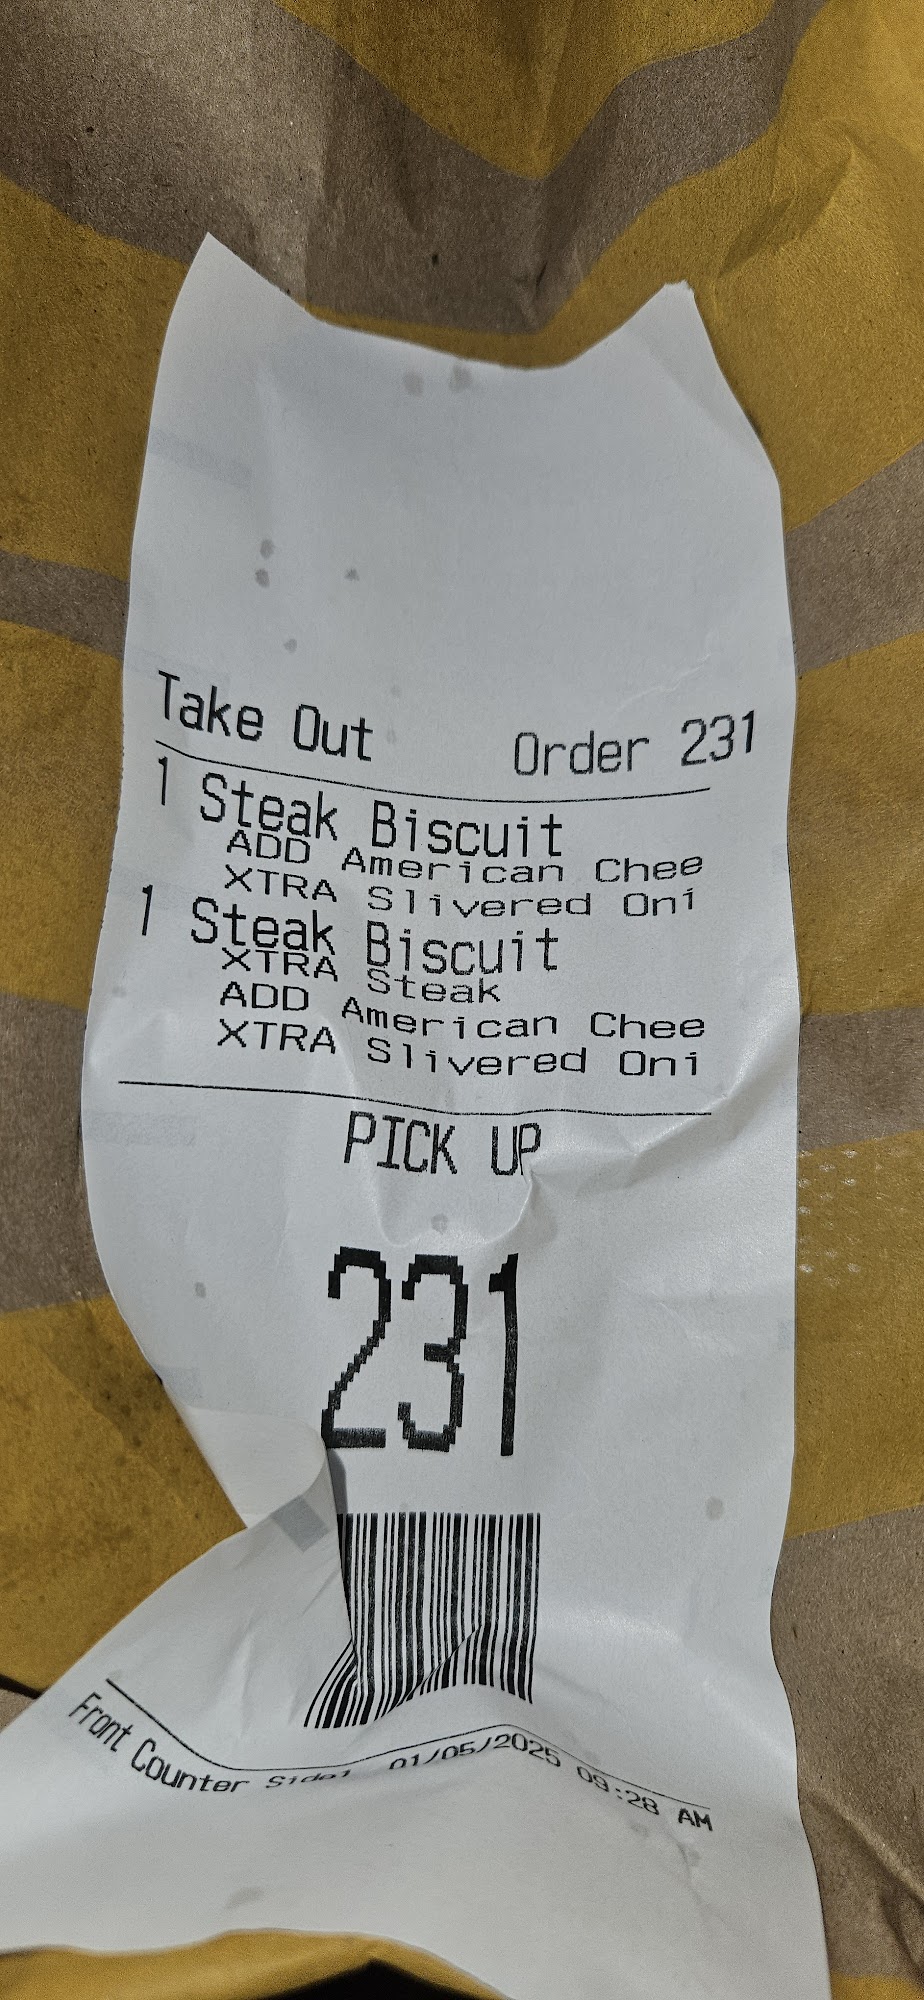 Take Out Order 231
1 Steak Biscuit
ADD American Chee
XTRA Slivered Oni
1 Steak Biscuit
XTRA Steak
ADD American Chee
XTRA Slivered Oni
PICK UP
231
Front Counter Side1 01/05/2025 09:28 AM